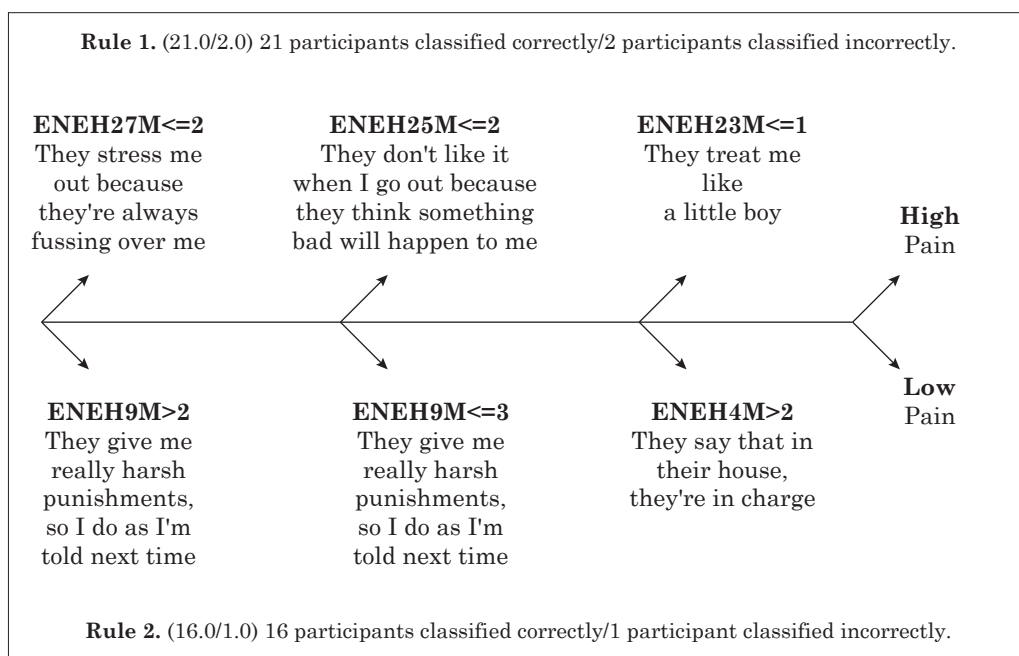 Rule 1. (21.0/2.0) 21 participants classified correctly/2 participants classified incorrectly.
ENEH27M<=2
They stress me
out because
they're always
fussing over me
ENEH25M<=2
They don't like it
when I go out because
they think something
bad will happen to me
ENEH23M<=1
They treat me
like
a little boy
High
Pain
ENEH9M>2
They give me
really harsh
punishments,
so I do as I'm
told next time
ENEH9M<=3
They give me
really harsh
punishments,
so I do as I'm
told next time
ENEH4M>2
They say that in
their house,
they're in charge
Low
Pain
Rule 2. (16.0/1.0) 16 participants classified correctly/1 participant classified incorrectly.